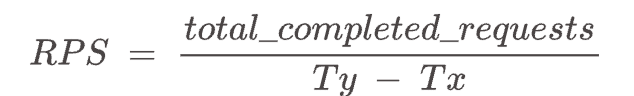 RPS = total_completed_requests / Ty − Tx